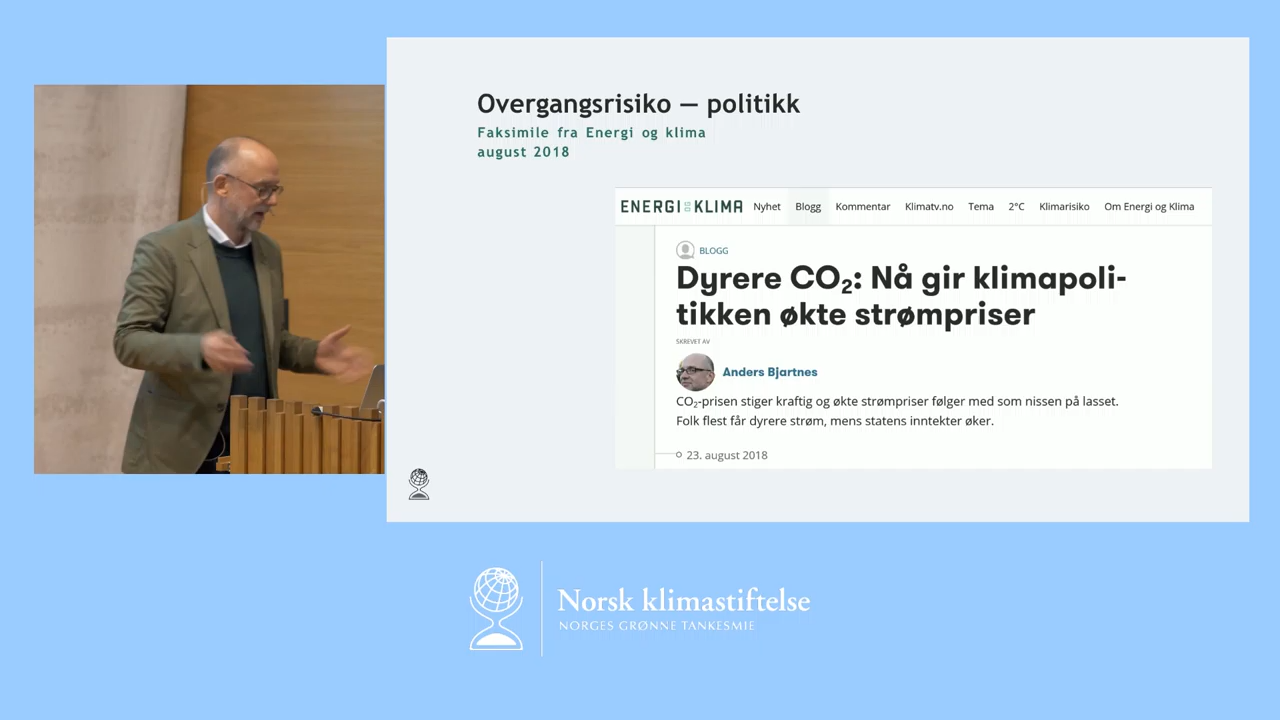 Overgangsrisiko — politikk
Faksimile fra Energi og klima
august 2018
ENERGI OG KLIMA Nyhet Blogg Kommentar Klimatv.no Tema 2°C Klimarisiko Om Energi og Klima
BLOGG
Dyrere CO₂: Nå gir klimapoli-
tikken økte strømpriser
SKREVET AV
Anders Bjartnes
CO₂-prisen stiger kraftig og økte strømpriser følger med som nissen på lasset.
Folk flest får dyrere strøm, mens statens inntekter øker.
23. august 2018
Norsk klimastiftelse
NORGES GRØNNE TANKESMIE